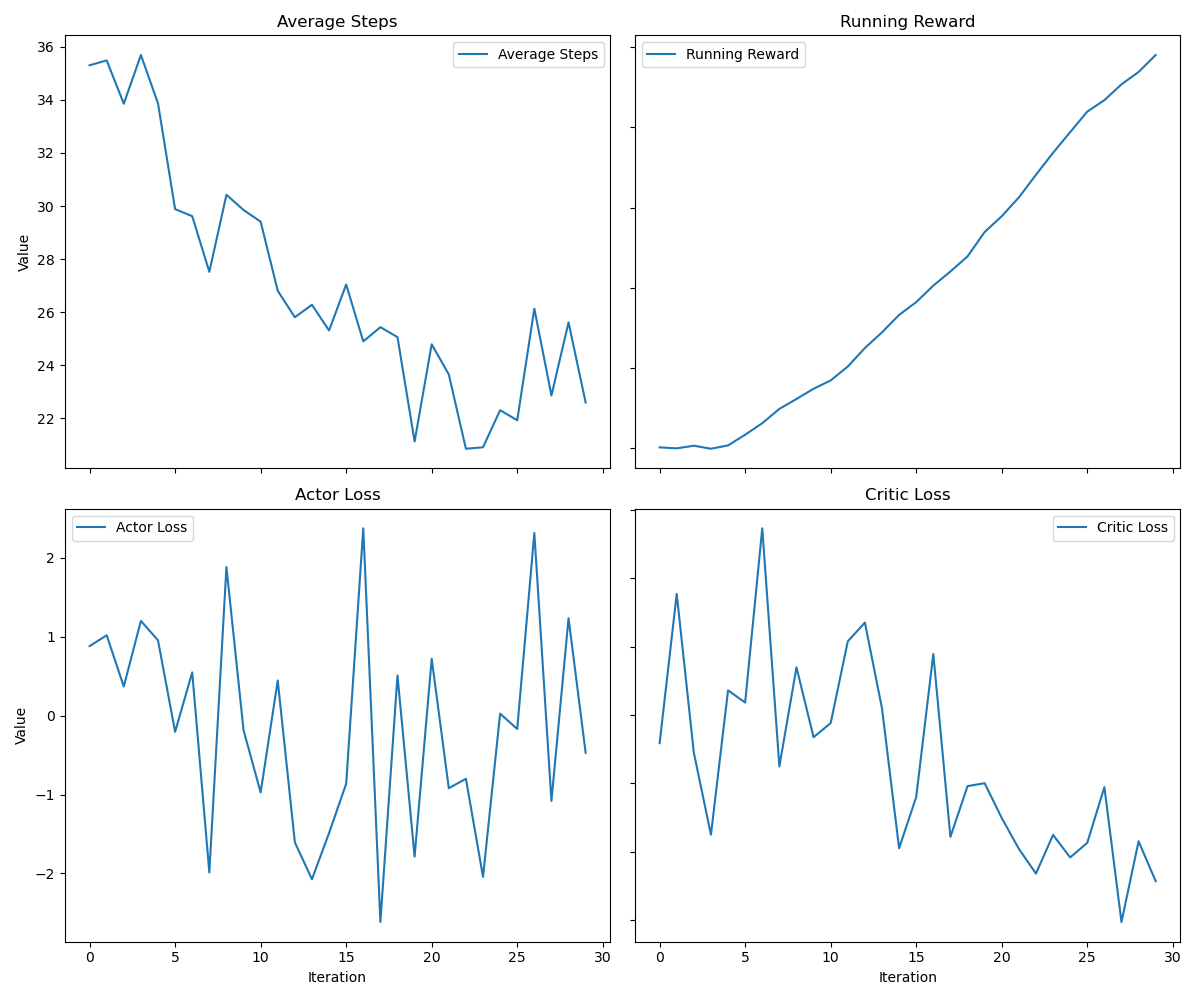 Average Steps
Average Steps
Value
36
34
32
30
28
26
24
22
Running Reward
Running Reward
Actor Loss
Actor Loss
Value
2
1
0
−1
−2
0 5 10 15 20 25 30
Iteration
Critic Loss
Critic Loss
0 5 10 15 20 25 30
Iteration